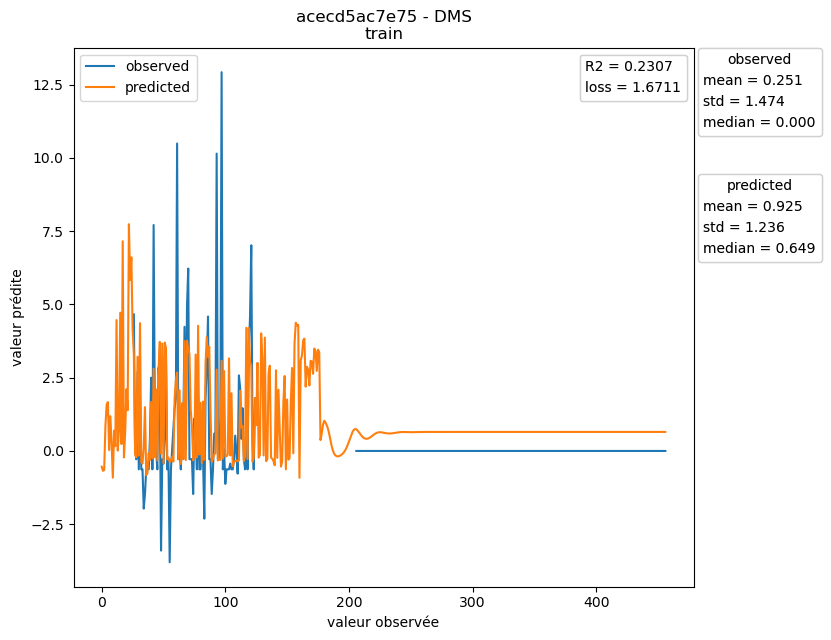 acecd5ac7e75 - DMS
train
observed
predicted
R2 = 0.2307
loss = 1.6711
observed
mean = 0.251
std = 1.474
median = 0.000
predicted
mean = 0.925
std = 1.236
median = 0.649
valeur prédite
12.5
10.0
7.5
5.0
2.5
0.0
−2.5
0
100
200
300
400
valeur observée